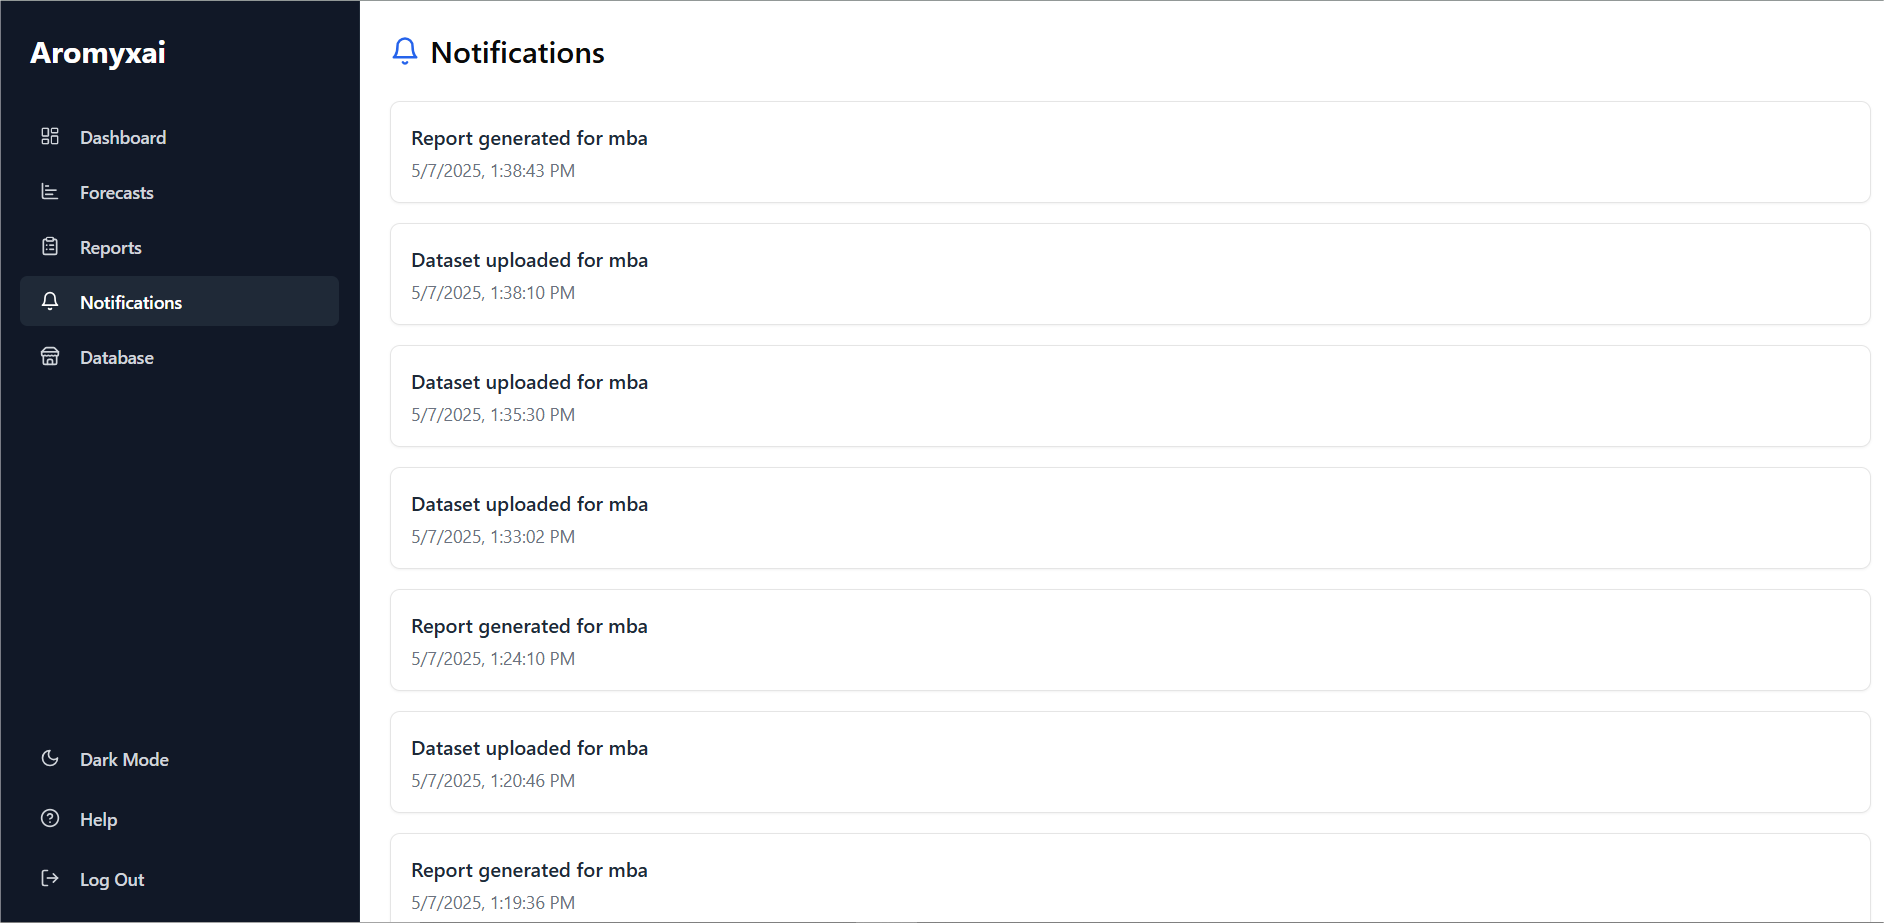 Aromyxai
Dashboard
Forecasts
Reports
Notifications
Database
Dark Mode
Help
Log Out
Notifications
Report generated for mba
5/7/2025, 1:38:43 PM
Dataset uploaded for mba
5/7/2025, 1:38:10 PM
Dataset uploaded for mba
5/7/2025, 1:35:30 PM
Dataset uploaded for mba
5/7/2025, 1:33:02 PM
Report generated for mba
5/7/2025, 1:24:10 PM
Dataset uploaded for mba
5/7/2025, 1:20:46 PM
Report generated for mba
5/7/2025, 1:19:36 PM